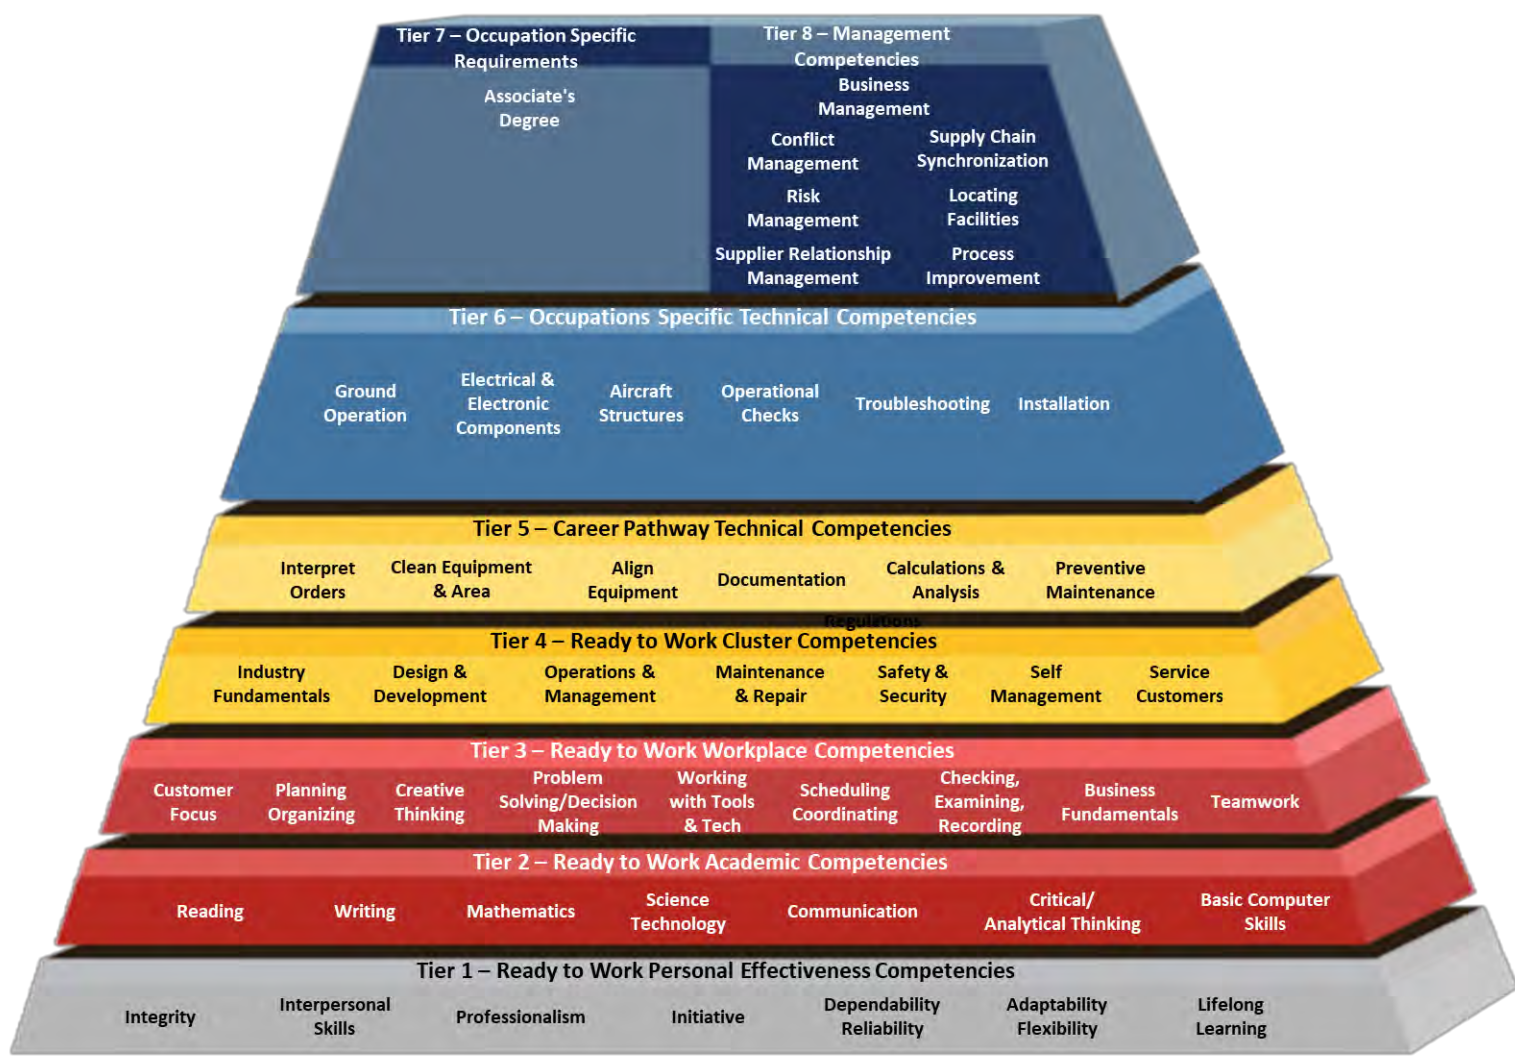 Tier 7 – Occupation Specific
Requirements
Associate's
Degree
Tier 8 – Management
Competencies
Business
Management
Conflict
Management
Supply Chain
Synchronization
Risk
Management
Locating
Facilities
Supplier Relationship
Management
Process
Improvement
Tier 6 – Occupations Specific Technical Competencies
Ground
Operation
Electrical &
Electronic
Components
Aircraft
Structures
Operational
Checks
Troubleshooting
Installation
Tier 5 – Career Pathway Technical Competencies
Interpret
Orders
Clean Equipment
& Area
Align
Equipment
Documentation
Calculations &
Analysis
Preventive
Maintenance
Regulations
Tier 4 – Ready to Work Cluster Competencies
Industry
Fundamentals
Design &
Development
Operations &
Management
Maintenance
& Repair
Safety &
Security
Self
Management
Service
Customers
Tier 3 – Ready to Work Workplace Competencies
Customer
Focus
Planning
Organizing
Creative
Thinking
Problem
Solving/Decision
Making
Working
with Tools
& Tech
Scheduling
Coordinating
Checking,
Examining,
Recording
Business
Fundamentals
Teamwork
Tier 2 – Ready to Work Academic Competencies
Reading
Writing
Mathematics
Science
Technology
Communication
Critical/
Analytical Thinking
Basic Computer
Skills
Tier 1 – Ready to Work Personal Effectiveness Competencies
Integrity
Interpersonal
Skills
Professionalism
Initiative
Dependability
Reliability
Adaptability
Flexibility
Lifelong
Learning